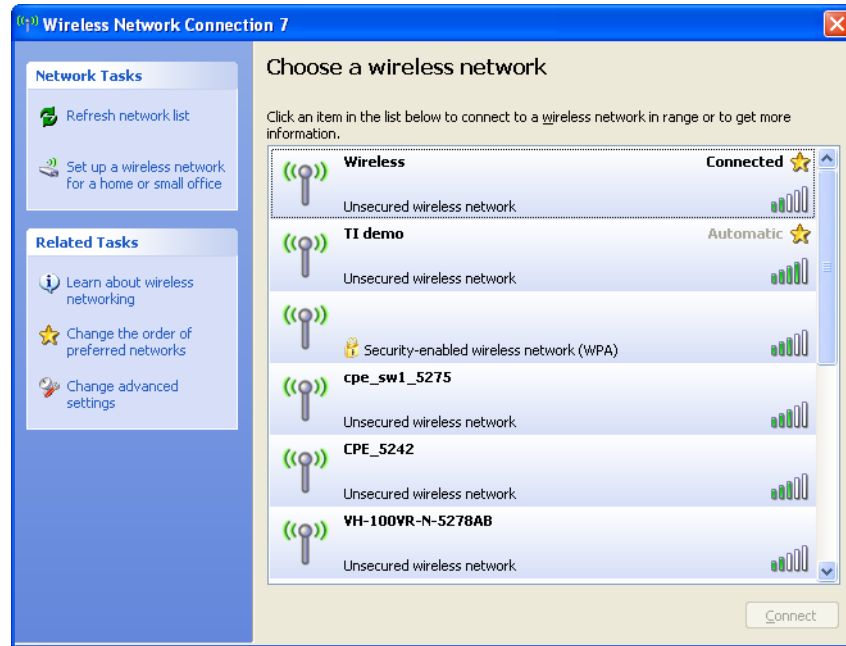 Wireless Network Connection 7
Network Tasks
Refresh network list
Set up a wireless network
for a home or small office
Related Tasks
Learn about wireless
networking
Change the order of
preferred networks
Change advanced
settings
Choose a wireless network
Click an item in the list below to connect to a wireless network in range or to get more
information.
Wireless Connected
Unsecured wireless network
TI demo Automatic
Unsecured wireless network
Security-enabled wireless network (WPA)
cpe_sw1_5275
Unsecured wireless network
CPE_5242
Unsecured wireless network
VH-100VR-N-5278AB
Unsecured wireless network
Connect